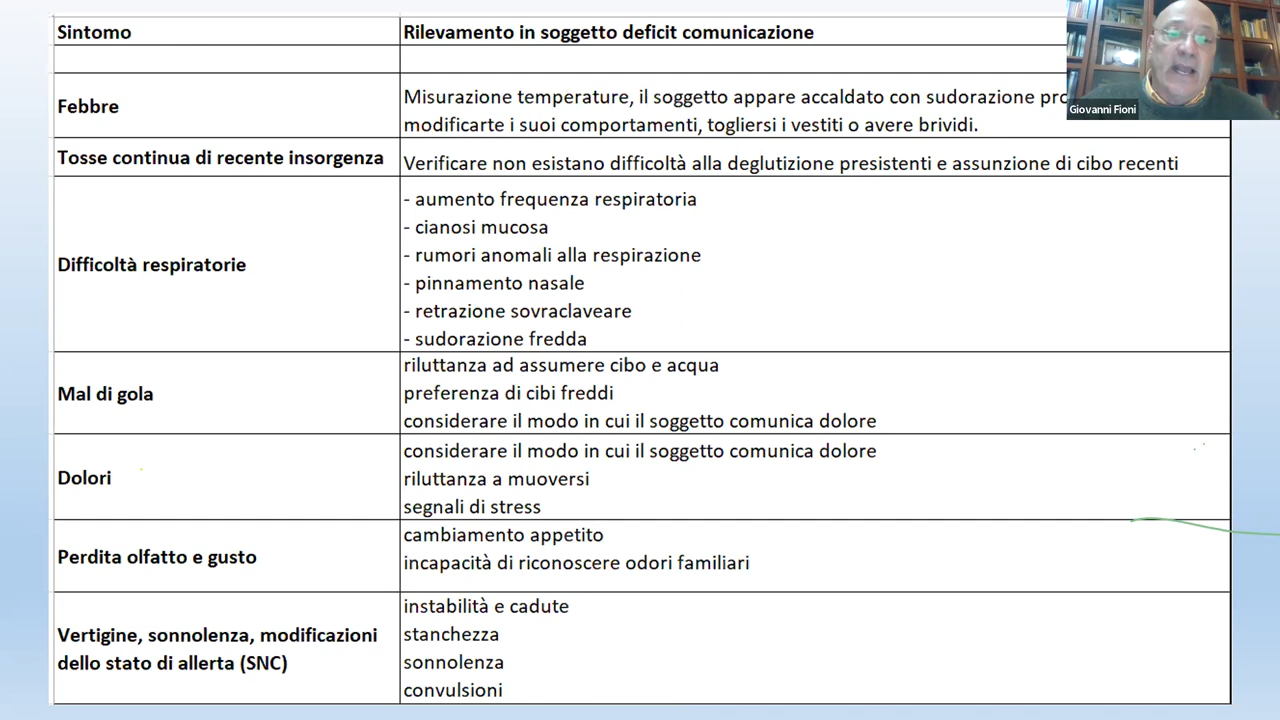 Sintomo
Rilevamento in soggetto deficit comunicazione
Febbre
Misurazione temperature, il soggetto appare accaldato con sudorazione
modificarte i suoi comportamenti, togliersi i vestiti o avere brividi.
Giovanni Fioni
Tosse continua di recente insorgenza
Verificare non esistano difficoltà alla deglutizione presistenti e assunzione di cibo recenti
Difficoltà respiratorie
- aumento frequenza respiratoria
- cianosi mucosa
- rumori anomali alla respirazione
- pinnamento nasale
- retrazione sovraclaveare
- sudorazione fredda
Mal di gola
riluttanza ad assumere cibo e acqua
preferenza di cibi freddi
considerare il modo in cui il soggetto comunica dolore
Dolori
considerare il modo in cui il soggetto comunica dolore
riluttanza a muoversi
segnali di stress
Perdita olfatto e gusto
cambiamento appetito
incapacità di riconoscere odori familiari
Vertigine, sonnolenza, modificazioni
dello stato di allerta (SNC)
instabilità e cadute
stanchezza
sonnolenza
convulsioni